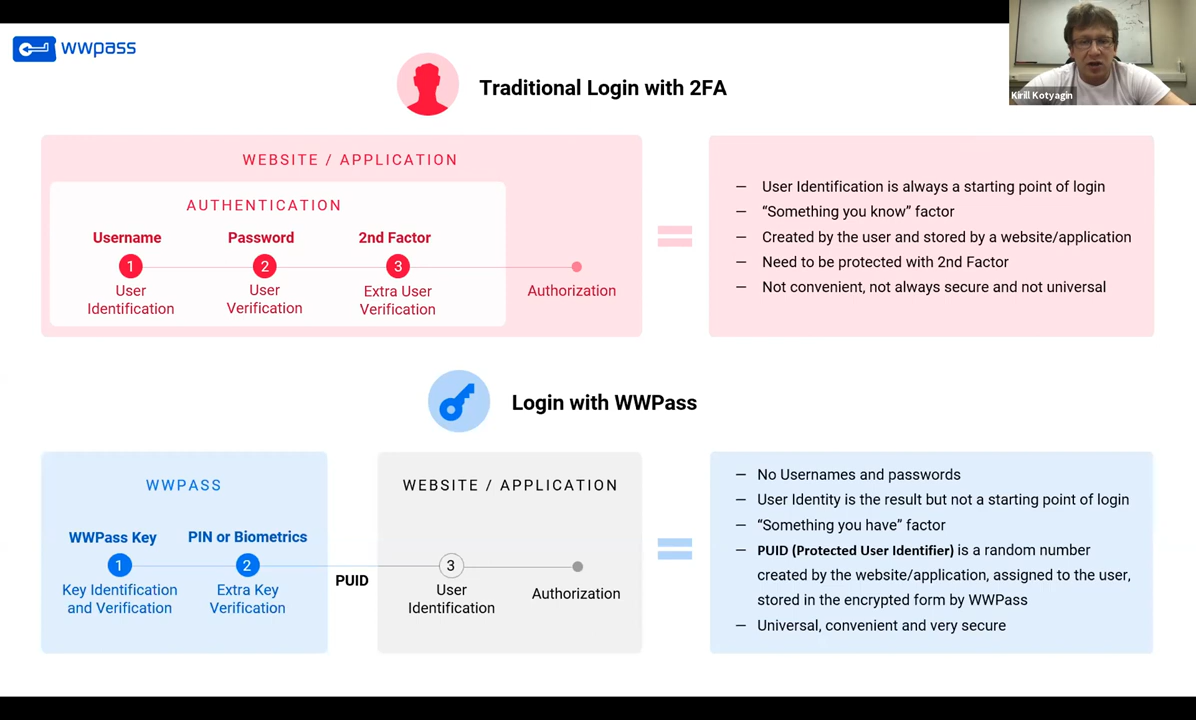 wwpass
Kirill Kotyagin
Traditional Login with 2FA
WEBSITE / APPLICATION
AUTHENTICATION
Username
Password
2nd Factor
1
2
3
User
Identification
User
Verification
Extra User
Verification
Authorization
— User Identification is always a starting point of login
— “Something you know” factor
— Created by the user and stored by a website/application
— Need to be protected with 2nd Factor
— Not convenient, not always secure and not universal
Login with WWPass
WWPASS
WWPass Key
PIN or Biometrics
1
2
Key Identification
and Verification
Extra Key
Verification
PUID
WEBSITE / APPLICATION
3
User
Identification
Authorization
— No Usernames and passwords
— User Identity is the result but not a starting point of login
— “Something you have” factor
— PUID (Protected User Identifier) is a random number
created by the website/application, assigned to the user,
stored in the encrypted form by WWPass
— Universal, convenient and very secure